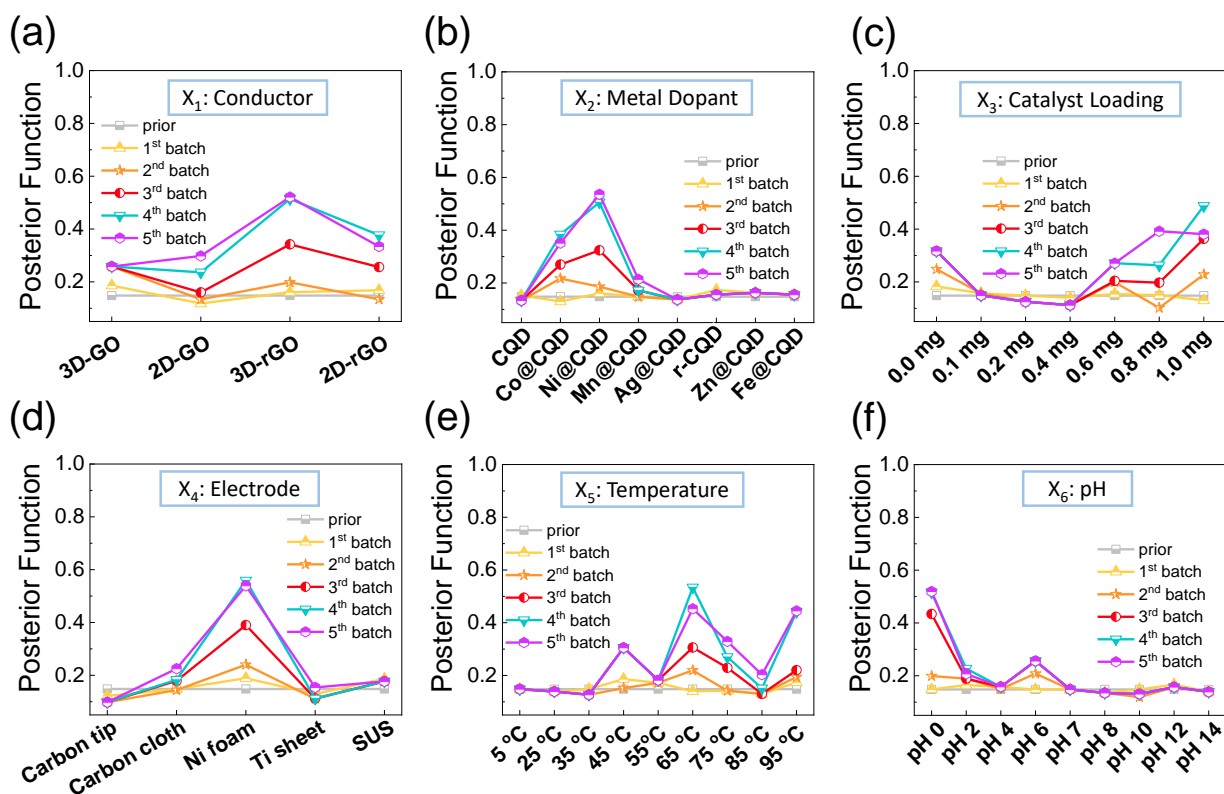 (a)
X₁: Conductor
Posterior Function
1.0
0.8
0.6
0.4
0.2
prior
1ˢᵗ batch
2ⁿᵈ batch
3ʳᵈ batch
4ᵗʰ batch
5ᵗʰ batch
3D-GO
2D-GO
3D-rGO
2D-rGO
(b)
X₂: Metal Dopant
Posterior Function
1.0
0.8
0.6
0.4
0.2
prior
1ˢᵗ batch
2ⁿᵈ batch
3ʳᵈ batch
4ᵗʰ batch
5ᵗʰ batch
CQD
Co@CQD
Ni@CQD
Mn@CQD
Ag@CQD
r-CQD
Zn@CQD
Fe@CQD
(c)
X₃: Catalyst Loading
Posterior Function
1.0
0.8
0.6
0.4
0.2
prior
1ˢᵗ batch
2ⁿᵈ batch
3ʳᵈ batch
4ᵗʰ batch
5ᵗʰ batch
0.0 mg
0.1 mg
0.2 mg
0.4 mg
0.6 mg
0.8 mg
1.0 mg
(d)
X₄: Electrode
Posterior Function
1.0
0.8
0.6
0.4
0.2
prior
1ˢᵗ batch
2ⁿᵈ batch
3ʳᵈ batch
4ᵗʰ batch
5ᵗʰ batch
Carbon tip
Carbon cloth
Ni foam
Ti sheet
SUS
(e)
X₅: Temperature
Posterior Function
1.0
0.8
0.6
0.4
0.2
prior
1ˢᵗ batch
2ⁿᵈ batch
3ʳᵈ batch
4ᵗʰ batch
5ᵗʰ batch
5 °C
25 °C
35 °C
45 °C
55 °C
65 °C
75 °C
85 °C
95 °C
(f)
X₆: pH
Posterior Function
1.0
0.8
0.6
0.4
0.2
prior
1ˢᵗ batch
2ⁿᵈ batch
3ʳᵈ batch
4ᵗʰ batch
5ᵗʰ batch
pH 0
pH 2
pH 4
pH 6
pH 7
pH 8
pH 10
pH 12
pH 14